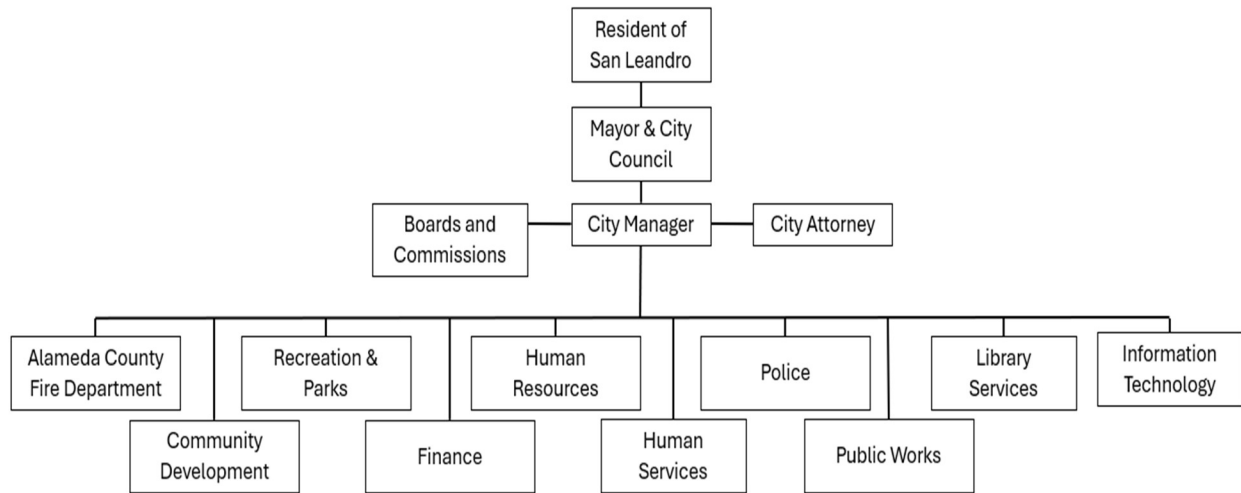 Resident of
San Leandro
Mayor & City
Council
Boards and
Commissions
City Manager
City Attorney
Alameda County
Fire Department
Recreation &
Parks
Human
Resources
Police
Library
Services
Information
Technology
Community
Development
Finance
Human
Services
Public Works